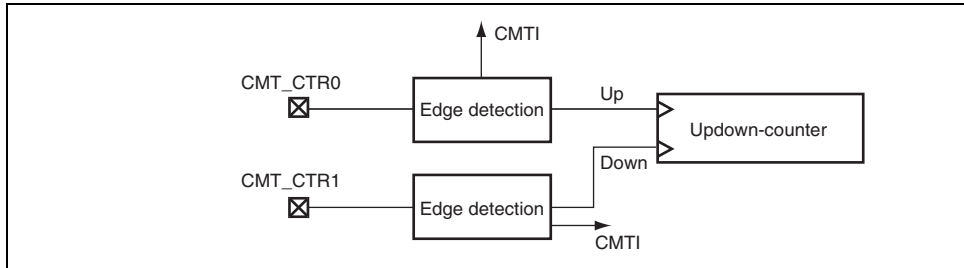 CMTI
CMT_CTR0
Edge detection
Up
Updown-counter
Down
CMT_CTR1
Edge detection
CMTI